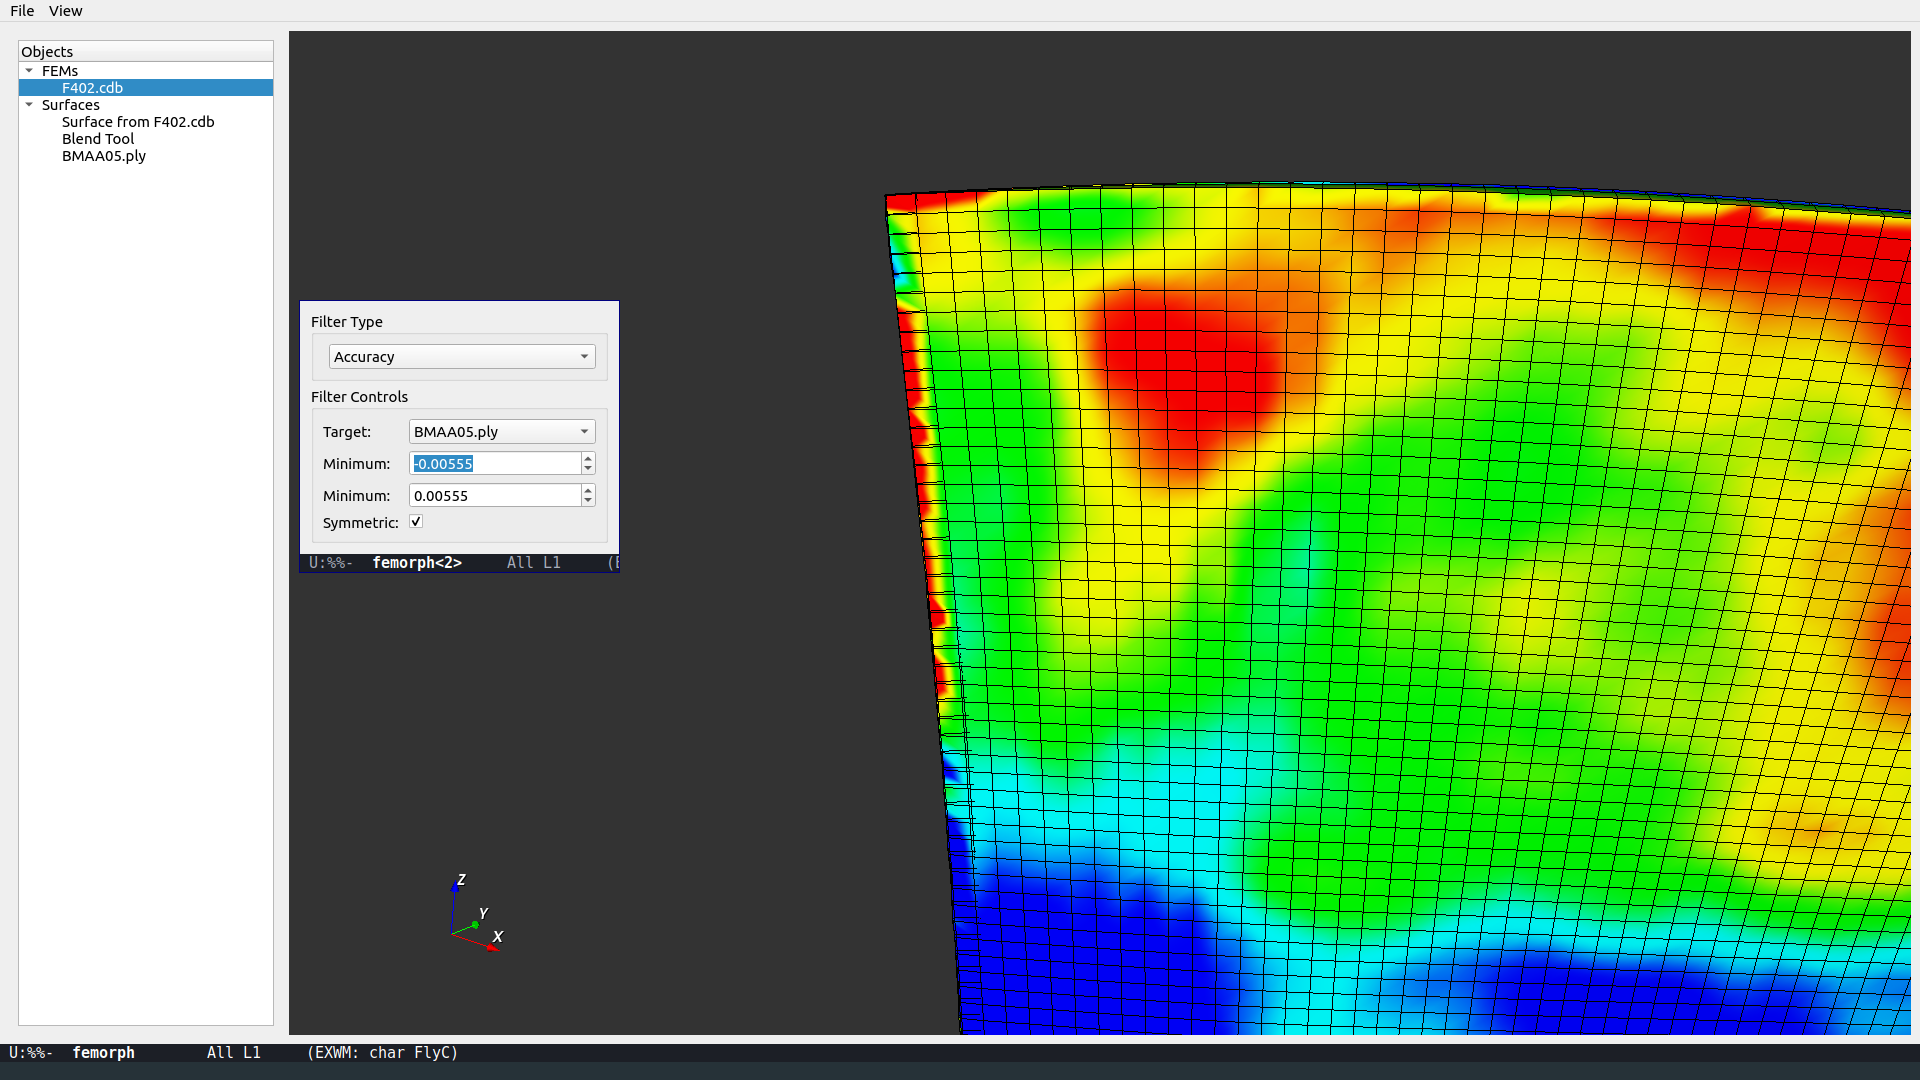 File View
Objects
FEMs
F402.cdb
Surfaces
Surface from F402.cdb
Blend Tool
BMAA05.ply
Filter Type
Accuracy
Filter Controls
Target: BMAA05.ply
Minimum: -0.00555
Minimum: 0.00555
Symmetric:
U:%%- femorph<2> All L1 (E
Z
Y
X
U:%%- femorph All L1 (EXWM: char FlyC)